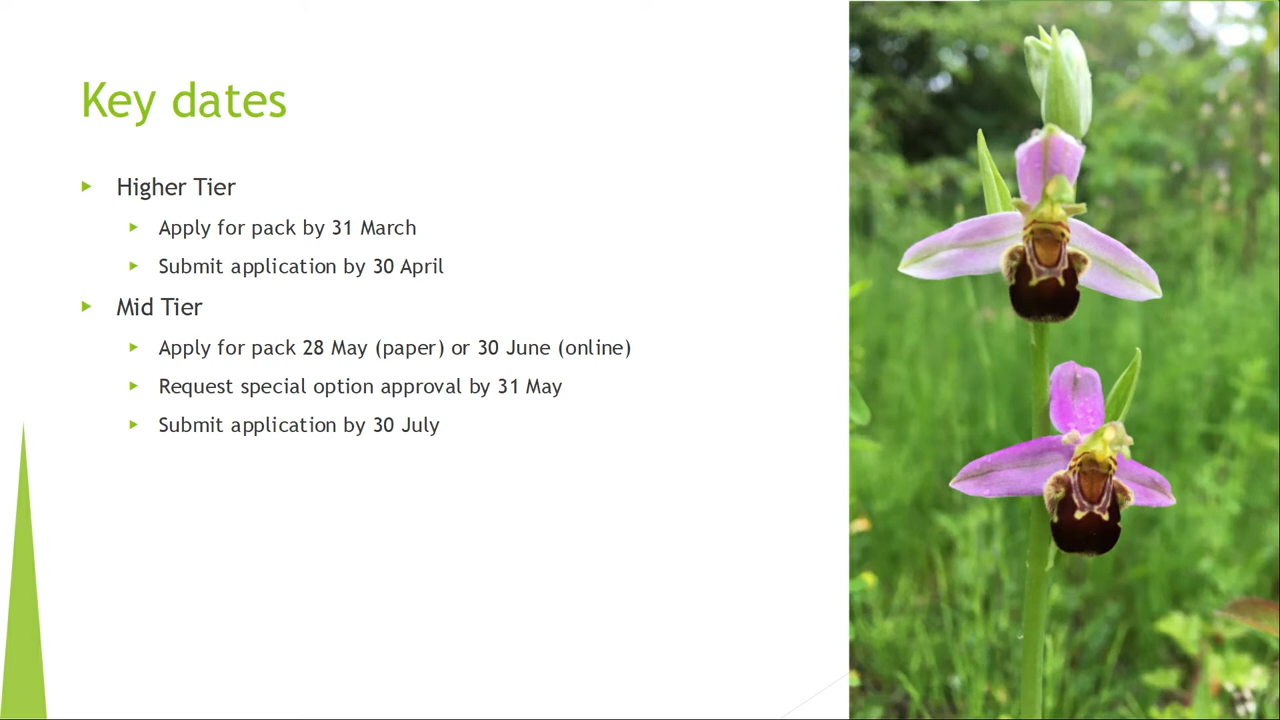 Key dates
Higher Tier
Apply for pack by 31 March
Submit application by 30 April
Mid Tier
Apply for pack 28 May (paper) or 30 June (online)
Request special option approval by 31 May
Submit application by 30 July